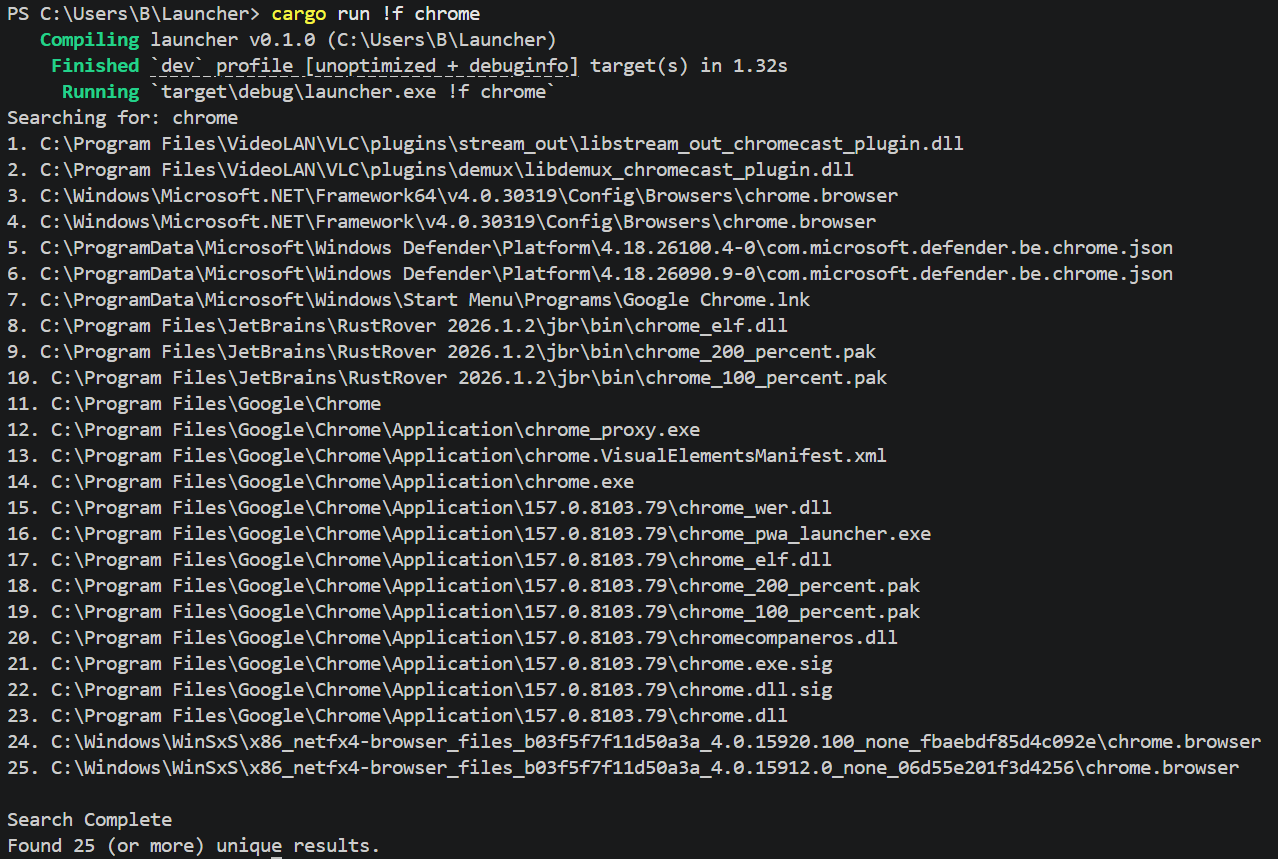 PS C:\Users\B\Launcher> cargo run !f chrome
Compiling launcher v0.1.0 (C:\Users\B\Launcher)
Finished `dev` profile [unoptimized + debuginfo] target(s) in 1.32s
Running `target\debug\launcher.exe !f chrome`
Searching for: chrome
1. C:\Program Files\VideoLAN\VLC\plugins\stream_out\libstream_out_chromecast_plugin.dll
2. C:\Program Files\VideoLAN\VLC\plugins\demux\libdemux_chromecast_plugin.dll
3. C:\Windows\Microsoft.NET\Framework64\v4.0.30319\Config\Browsers\chrome.browser
4. C:\Windows\Microsoft.NET\Framework\v4.0.30319\Config\Browsers\chrome.browser
5. C:\ProgramData\Microsoft\Windows Defender\Platform\4.18.26100.4-0\com.microsoft.defender.be.chrome.json
6. C:\ProgramData\Microsoft\Windows Defender\Platform\4.18.26090.9-0\com.microsoft.defender.be.chrome.json
7. C:\ProgramData\Microsoft\Windows\Start Menu\Programs\Google Chrome.lnk
8. C:\Program Files\JetBrains\RustRover 2026.1.2\jbr\bin\chrome_elf.dll
9. C:\Program Files\JetBrains\RustRover 2026.1.2\jbr\bin\chrome_200_percent.pak
10. C:\Program Files\JetBrains\RustRover 2026.1.2\jbr\bin\chrome_100_percent.pak
11. C:\Program Files\Google\Chrome
12. C:\Program Files\Google\Chrome\Application\chrome_proxy.exe
13. C:\Program Files\Google\Chrome\Application\chrome.VisualElementsManifest.xml
14. C:\Program Files\Google\Chrome\Application\chrome.exe
15. C:\Program Files\Google\Chrome\Application\157.0.8103.79\chrome_wer.dll
16. C:\Program Files\Google\Chrome\Application\157.0.8103.79\chrome_pwa_launcher.exe
17. C:\Program Files\Google\Chrome\Application\157.0.8103.79\chrome_elf.dll
18. C:\Program Files\Google\Chrome\Application\157.0.8103.79\chrome_200_percent.pak
19. C:\Program Files\Google\Chrome\Application\157.0.8103.79\chrome_100_percent.pak
20. C:\Program Files\Google\Chrome\Application\157.0.8103.79\chromecompaneros.dll
21. C:\Program Files\Google\Chrome\Application\157.0.8103.79\chrome.exe.sig
22. C:\Program Files\Google\Chrome\Application\157.0.8103.79\chrome.dll.sig
23. C:\Program Files\Google\Chrome\Application\157.0.8103.79\chrome.dll
24. C:\Windows\WinSxS\x86_netfx4-browser_files_b03f5f7f11d50a3a_4.0.15920.100_none_fbaebdf85d4c092e\chrome.browser
25. C:\Windows\WinSxS\x86_netfx4-browser_files_b03f5f7f11d50a3a_4.0.15912.0_none_06d55e201f3d4256\chrome.browser
Search Complete
Found 25 (or more) unique results.